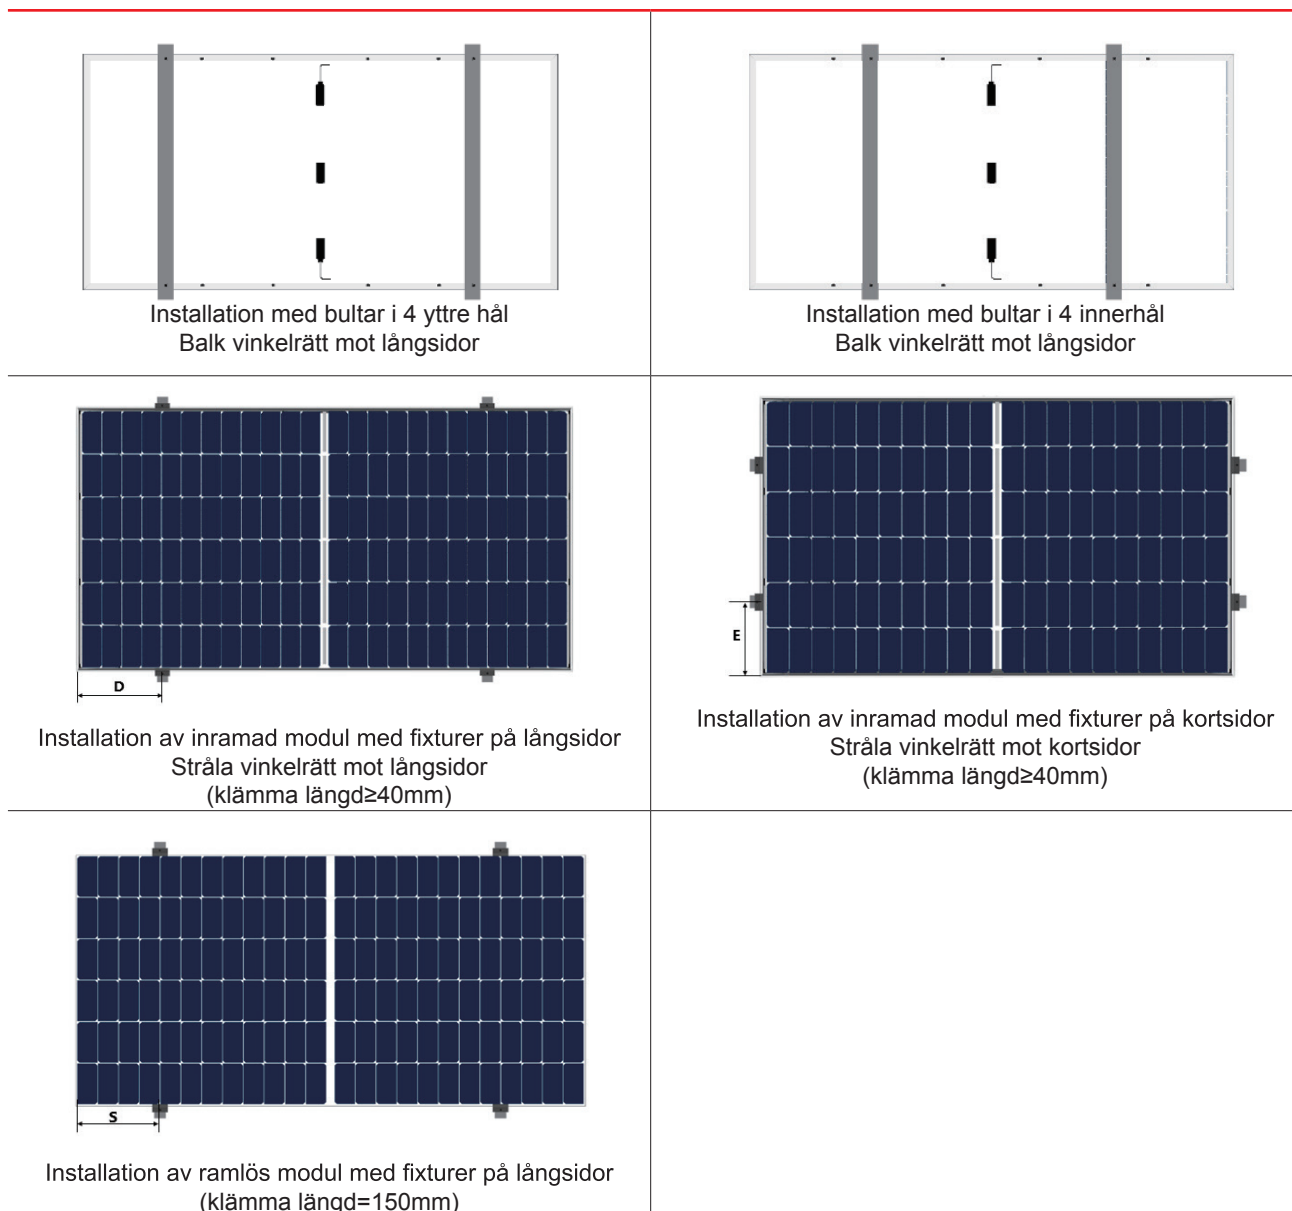 Installation med bultar i 4 yttre hål
Balk vinkelrätt mot långsidor
Installation med bultar i 4 innerhål
Balk vinkelrätt mot långsidor
D
Installation av inramad modul med fixturer på långsidor
Stråla vinkelrätt mot långsidor
(klämma längd≥40mm)
E
Installation av inramad modul med fixturer på kortsidor
Stråla vinkelrätt mot kortsidor
(klämma längd≥40mm)
S
Installation av ramlös modul med fixturer på långsidor
(klämma längd=150mm)